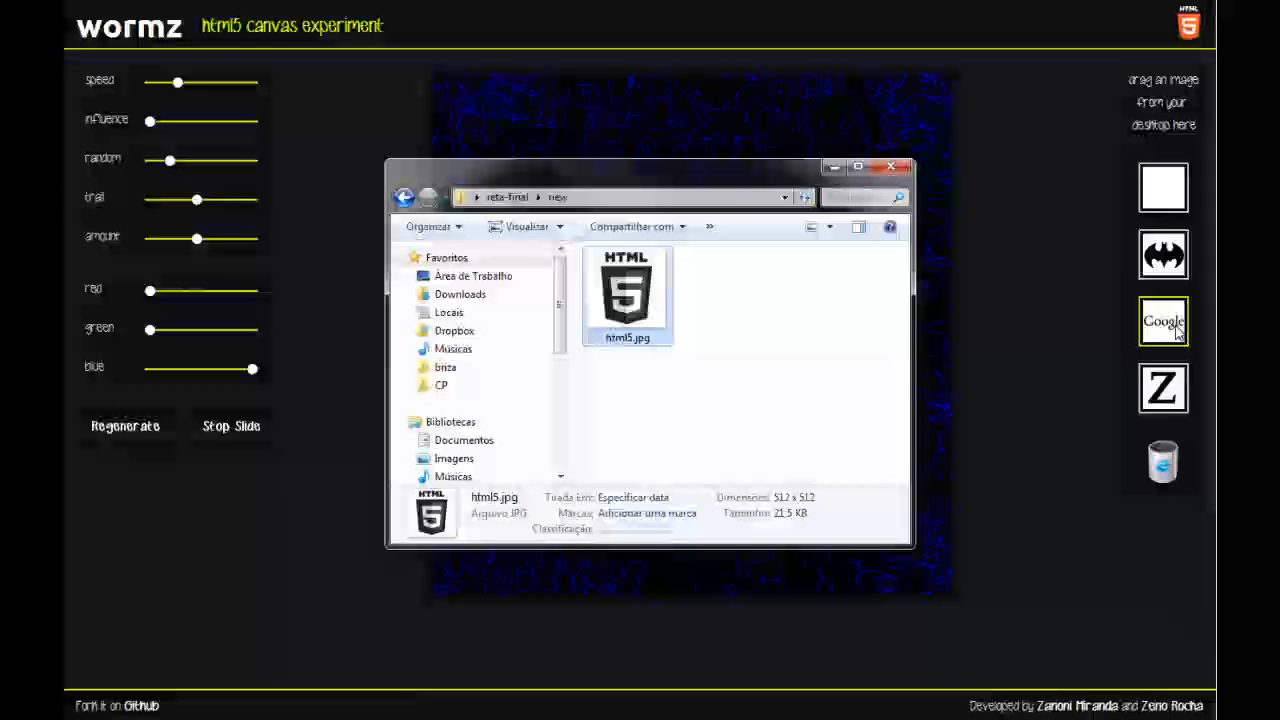 wormz html5 canvas experiment
HTML
5
speed
influence
random
trail
amount
red
green
blue
Regenerate Stop Slide
reta-final new
Organizar Visualizar Compartilhar com »
Favoritos
Área de Trabalho
Downloads
Locais
Dropbox
Músicas
briza
CP
Bibliotecas
Documentos
Imagens
Músicas
HTML
5
html5.jpg
HTML
5
html5.jpg Tirada Em: Especificar data Dimensões: 512 x 512
Arquivo JPG Marcas: Adicionar uma marca Tamanho: 21,5 KB
Classificação:
drag an image
from your
desktop here
Google
Z
Fork it on Github
Developed by Zanoni Miranda and Zeno Rocha